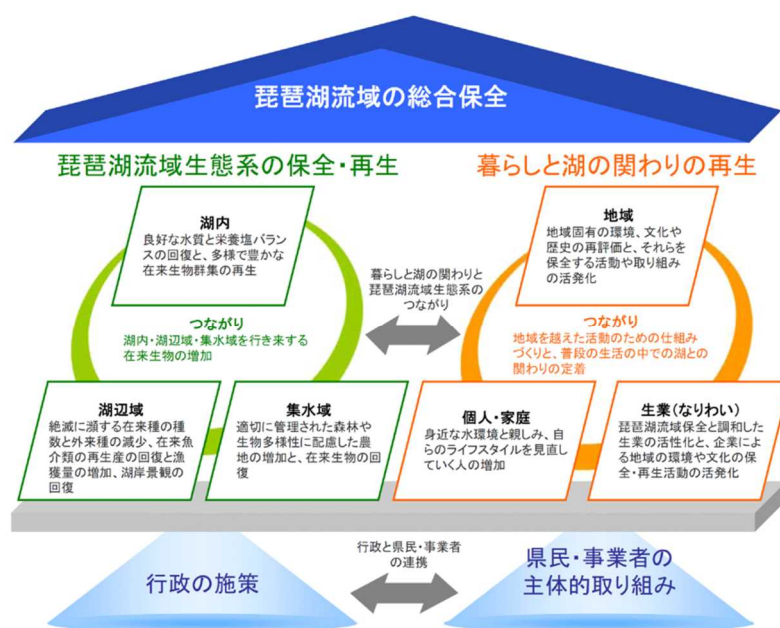 琵琶湖流域の総合保全
琵琶湖流域生態系の保全・再生
湖内
良好な水質と栄養塩バラン
スの回復と、多様で豊かな
在来生物群集の再生
つながり
湖内・湖辺域・集水域を行き来する
在来生物の増加
湖辺域
絶滅に瀕する在来種の種
数と外来種の減少、在来魚
介類の再生産の回復と漁
獲量の増加、湖岸景観の
回復
集水域
適切に管理された森林や
生物多様性に配慮した農
地の増加と、在来生物の回
復
暮らしと湖の関わりと
琵琶湖流域生態系の
つながり
暮らしと湖の関わりの再生
地域
地域固有の環境、文化や
歴史の再評価と、それらを
保全する活動や取り組み
の活発化
つながり
地域を越えた活動のための仕組み
づくりと、普段の生活の中での湖との
関わりの定着
個人・家庭
身近な水環境と親しみ、自
らのライフスタイルを見直し
ていく人の増加
生業（なりわい）
琵琶湖流域保全と調和した
生業の活性化と、企業によ
る地域の環境や文化の保
全・再生活動の活発化
行政の施策
行政と県民・事業者
の連携
県民・事業者の
主体的取り組み